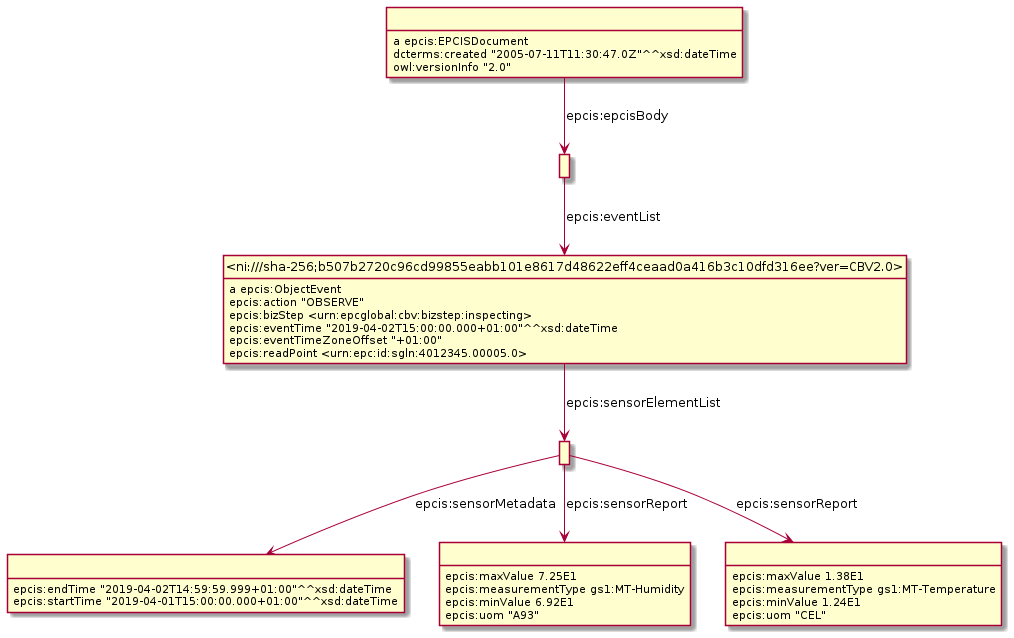 a epcis:EPCISDocument
dcterms:created "2005-07-11T11:30:47.0Z"^^xsd:dateTime
owl:versionInfo "2.0"
epcis:epcisBody
epcis:eventList
<ni:///sha-256;b507b2720c96cd99855eabb101e8617d48622eff4ceaad0a416b3c10dfd316ee?ver=CBV2.0>
a epcis:ObjectEvent
epcis:action "OBSERVE"
epcis:bizStep <urn:epcglobal:cbv:bizstep:inspecting>
epcis:eventTime "2019-04-02T15:00:00.000+01:00"^^xsd:dateTime
epcis:eventTimeZoneOffset "+01:00"
epcis:readPoint <urn:epc:id:sgln:4012345.00005.0>
epcis:sensorElementList
epcis:sensorMetadata
epcis:sensorReport
epcis:sensorReport
epcis:endTime "2019-04-02T14:59:59.999+01:00"^^xsd:dateTime
epcis:startTime "2019-04-01T15:00:00.000+01:00"^^xsd:dateTime
epcis:maxValue 7.25E1
epcis:measurementType gs1:MT-Humidity
epcis:minValue 6.92E1
epcis:uom "A93"
epcis:maxValue 1.38E1
epcis:measurementType gs1:MT-Temperature
epcis:minValue 1.24E1
epcis:uom "CEL"